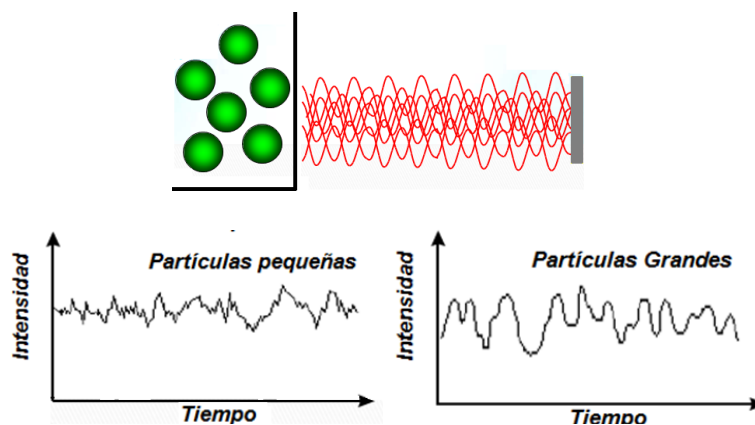 Partículas pequeñas
Intensidad
Tiempo
Partículas Grandes
Intensidad
Tiempo